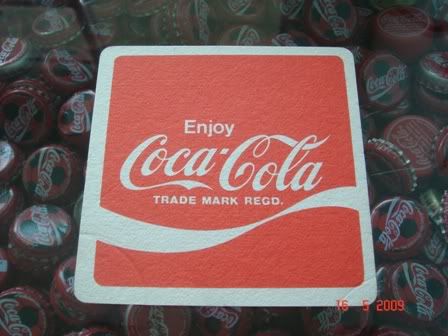 Enjoy
Coca-Cola
TRADE MARK REGD.
16 5 2009